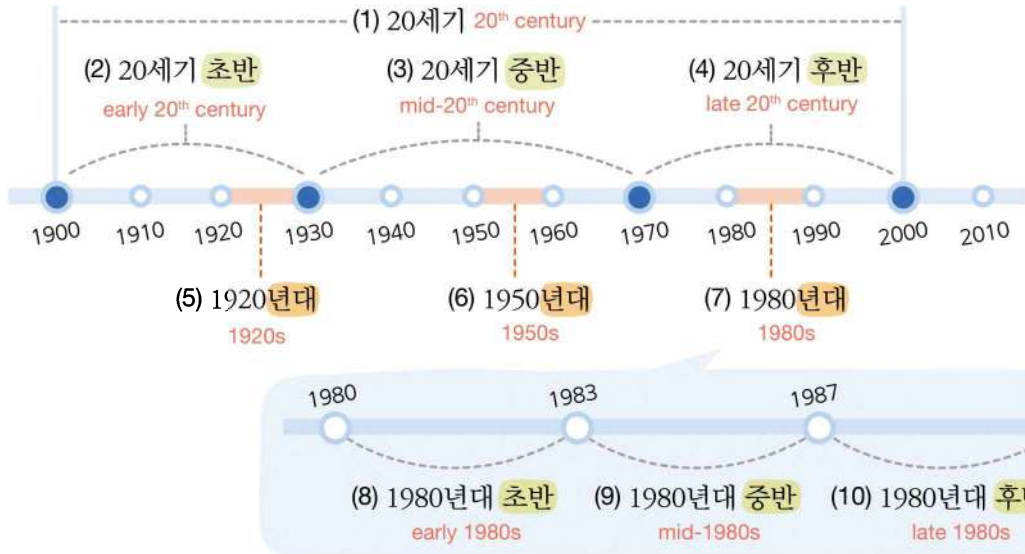 (1) 20세기 20th century
(2) 20세기 초반
early 20th century
(3) 20세기 중반
mid-20th century
(4) 20세기 후반
late 20th century
1900 1910 1920 1930 1940 1950 1960 1970 1980 1990 2000 2010
(5) 1920년대
1920s
(6) 1950년대
1950s
(7) 1980년대
1980s
1980 1983 1987
(8) 1980년대 초반
early 1980s
(9) 1980년대 중반
mid-1980s
(10) 1980년대
late 1980s